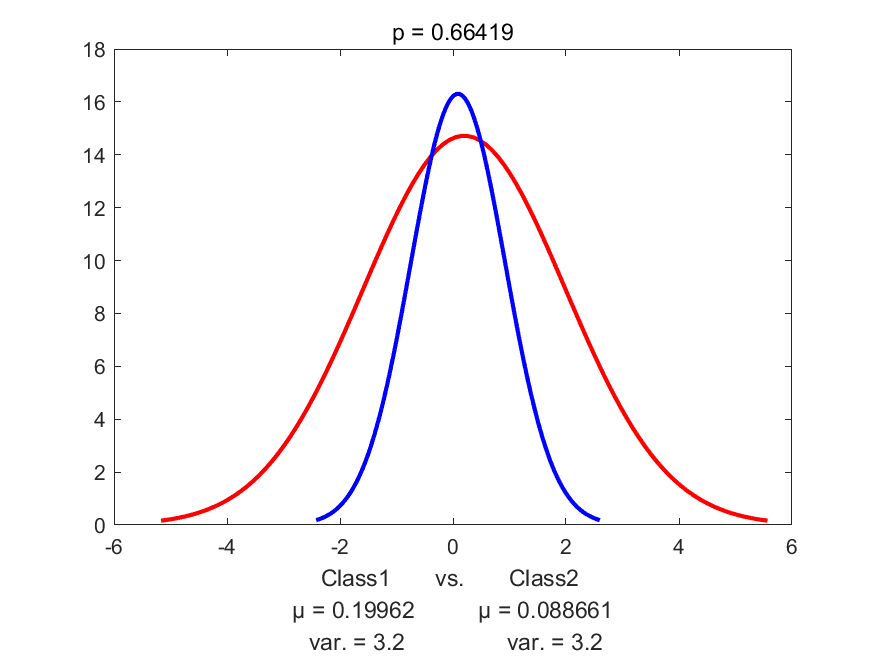 p = 0.66419
18
16
14
12
10
8
6
4
2
0
-6 -4 -2 0 2 4 6
Class1 vs. Class2
μ = 0.19962 μ = 0.088661
var. = 3.2 var. = 3.2